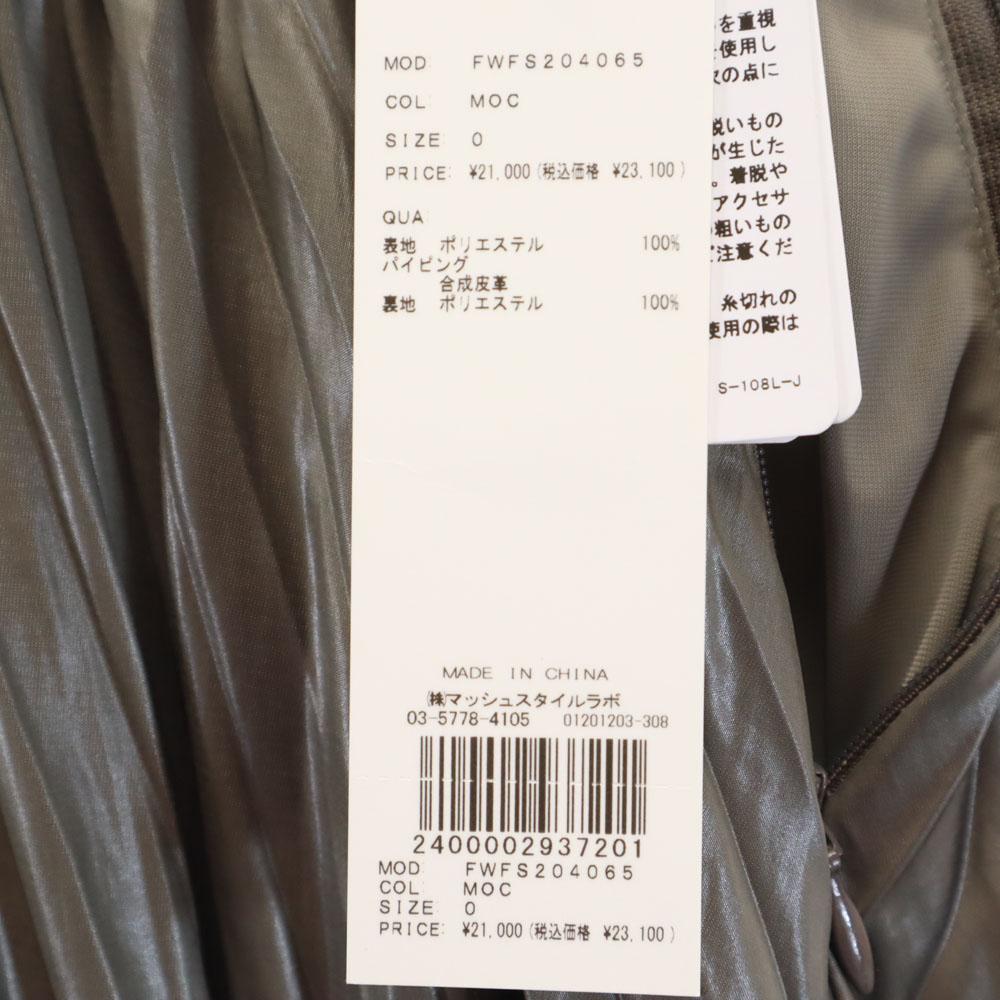 MOD: FWFS204065
COL: MOC
SIZE: 0
PRICE: ¥21,000 (税込価格 ¥23,100)
QUA:
表地 ポリエステル 100%
パイピング
合成皮革
裏地 ポリエステル 100%
MADE IN CHINA
㈱マッシュスタイルラボ
03-5778-4105 01201203-308
2400002937201
MOD: FWFS204065
COL: MOC
SIZE: 0
PRICE: ¥21,000 (税込価格 ¥23,100)
を重視
使用し
の点に
脱いもの
が生じた
。着脱や
アクセサ
粗いもの
ご注意くだ
糸切れの
使用の際は
S-108L-J